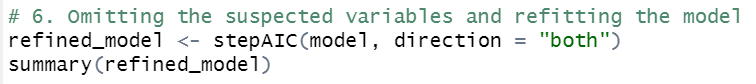 # 6. Omitting the suspected variables and refitting the model
refined_model <- stepAIC(model, direction = "both")
summary(refined_model)